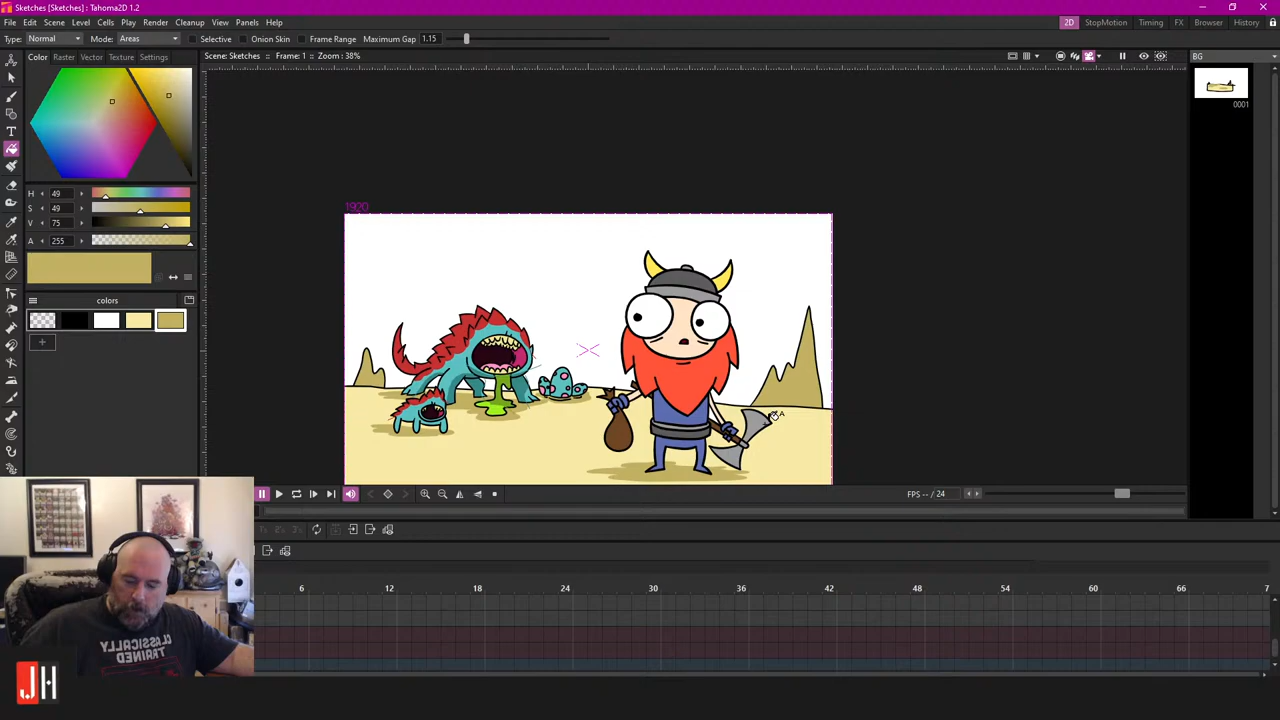 Sketches [Sketches] : Tahoma2D 1.2
File Edit Scene Level Cells Play Render Cleanup View Panels Help
2D StopMotion Timing FX Browser History
Type: Normal Mode: Areas Selective Onion Skin Frame Range Maximum Gap 1.15
Color Raster Vector Texture Settings
Scene: Sketches :: Frame: 1 :: Zoom: 38%
BG
0001
H 49
S 49
V 75
A 255
colors
1920
FPS -- / 24
6 12 18 24 30 36 42 48 54 60 66 7
CLASSICALLY
TRAINED
JH